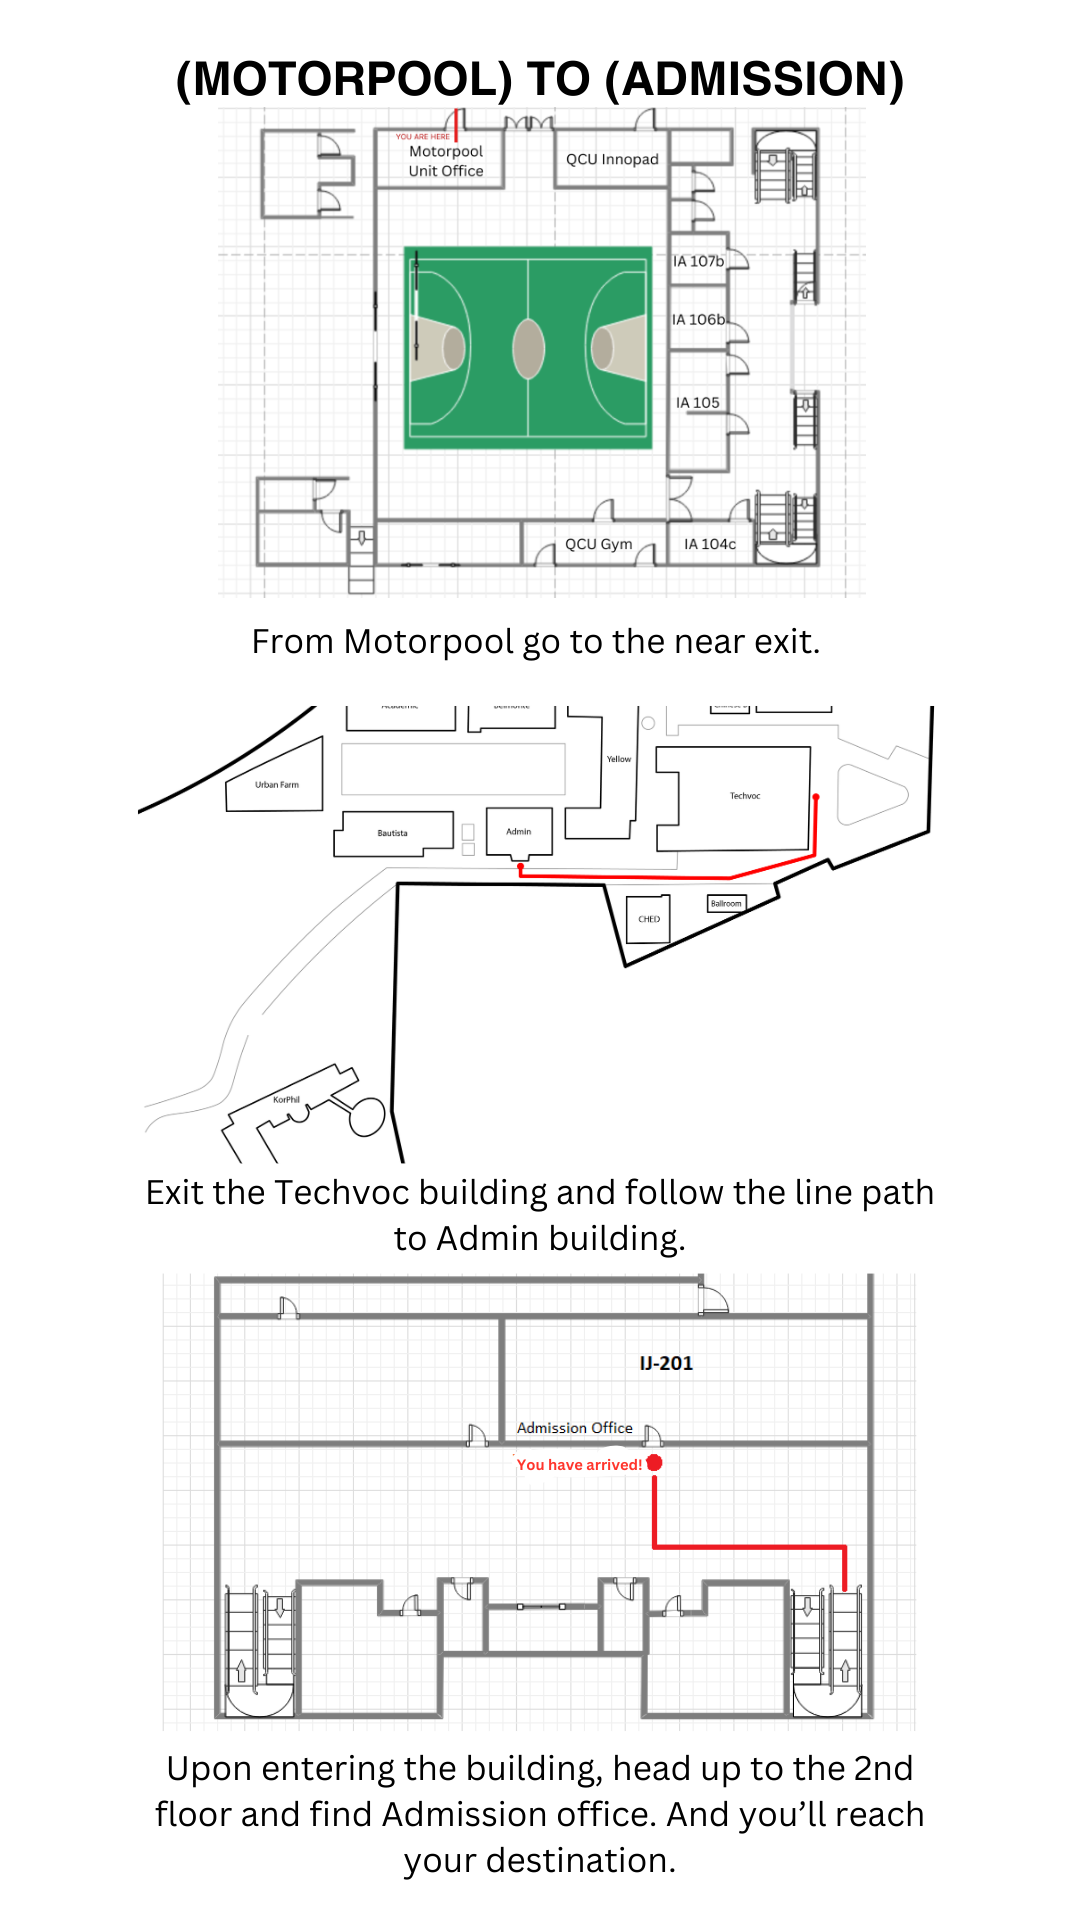 (MOTORPOOL) TO (ADMISSION)
YOU ARE HERE
Motorpool
Unit Office
QCU Innopad
IA 107b
IA 106b
IA 105
QCU Gym
IA 104c
From Motorpool go to the near exit.
Academic
Belmonte
Yellow
Urban Farm
Techvoc
Bautista
Admin
CHED
Ballroom
KorPhil
Exit the Techvoc building and follow the line path
to Admin building.
IJ-201
Admission Office
You have arrived!
Upon entering the building, head up to the 2nd
floor and find Admission office. And you’ll reach
your destination.